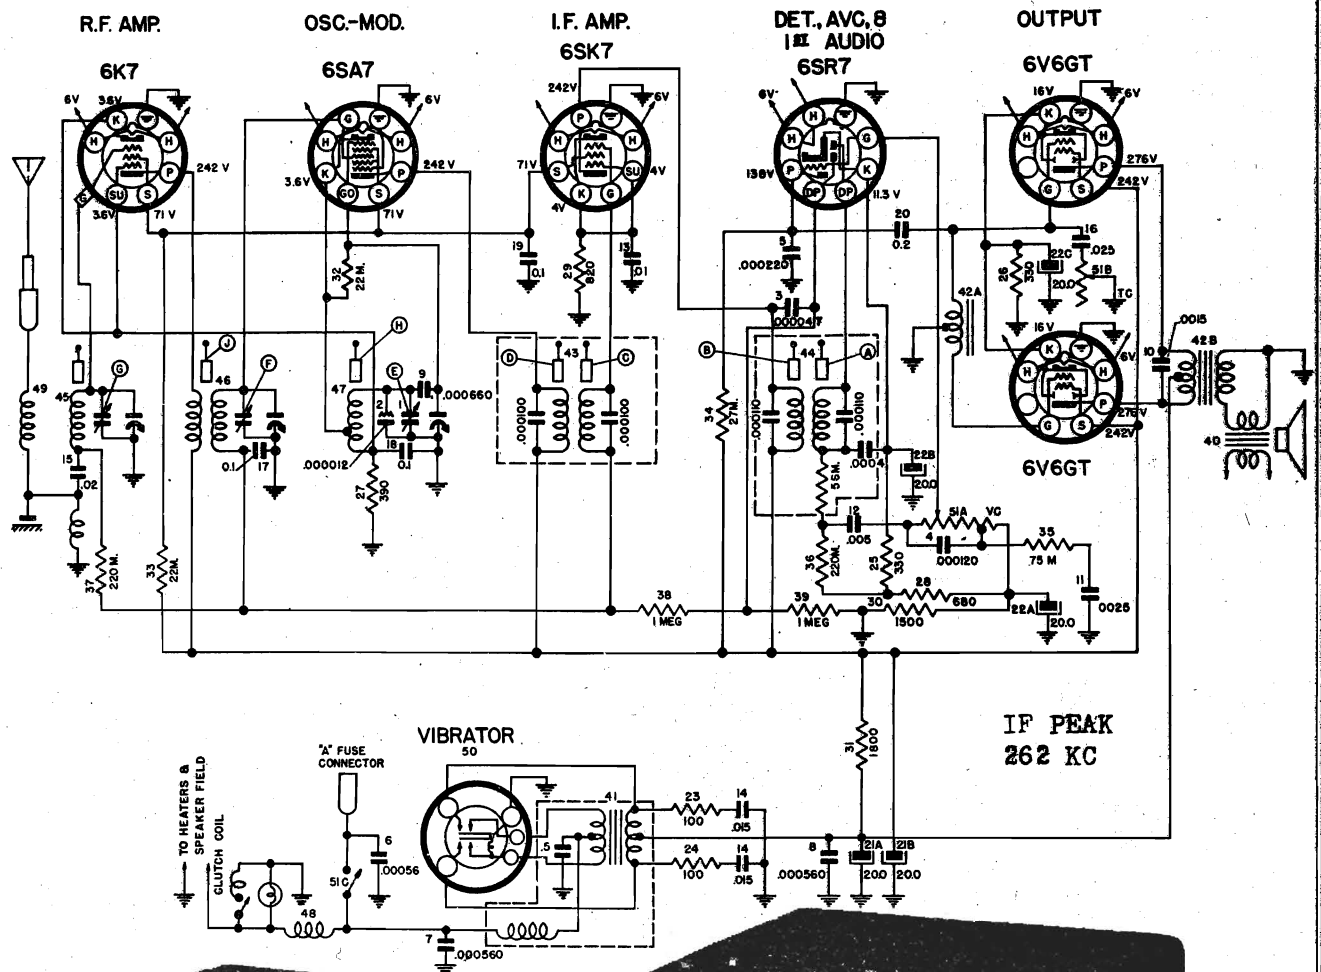 R.F. AMP.
OSC.-MOD.
I.F. AMP.
DET., AVC, 8
1ST AUDIO
OUTPUT
6K7
6SA7
6SK7
6SR7
6V6GT
6V 3.6V
K
H H
G P
SU S
242 V
3.6V 71 V
6V
G
H H
K P
GO S
242 V
3.6V
71V
242V
6V
P
H H
S SU
K G
71V
4V
4V
6V
H G
P K
DP DP
138V
11.3V
16V
6V
K
H H
P
G S
276V
242V
16V
6V
K
H H
P
G S
276V
242V
6V6GT
19
0.1
29
820
13
.01
5
.000220
20
0.2
26
330
22C
20.0
16
.025
51B
TC
42A
32
22M.
3
.000047
J
H
D 43 C
B 44 A
10
.0015
42B
49
45
G
46
F
47
E
9
.000660
2
.000012
18
0.1
27
390
15
.02
0.1 17
.000100
.000100
34
27M.
.000110
.000110
.0004
22B
20.0
56M.
40
12
.005
51A VC
4
.000120
35
75 M
11
.0025
36
220M.
25
330
28
680
30
1500
22A
20.0
37
220M.
33
22M.
38
1 MEG
39
1 MEG
31
1800
IF PEAK
262 KC
VIBRATOR
50
"A" FUSE
CONNECTOR
TO HEATERS &
SPEAKER FIELD
CLUTCH COIL
6
.00056
51C
48
7
.000560
.5
41
23
100
14
.015
24
100
14
.015
8
.000560
21A
20.0
21B
20.0